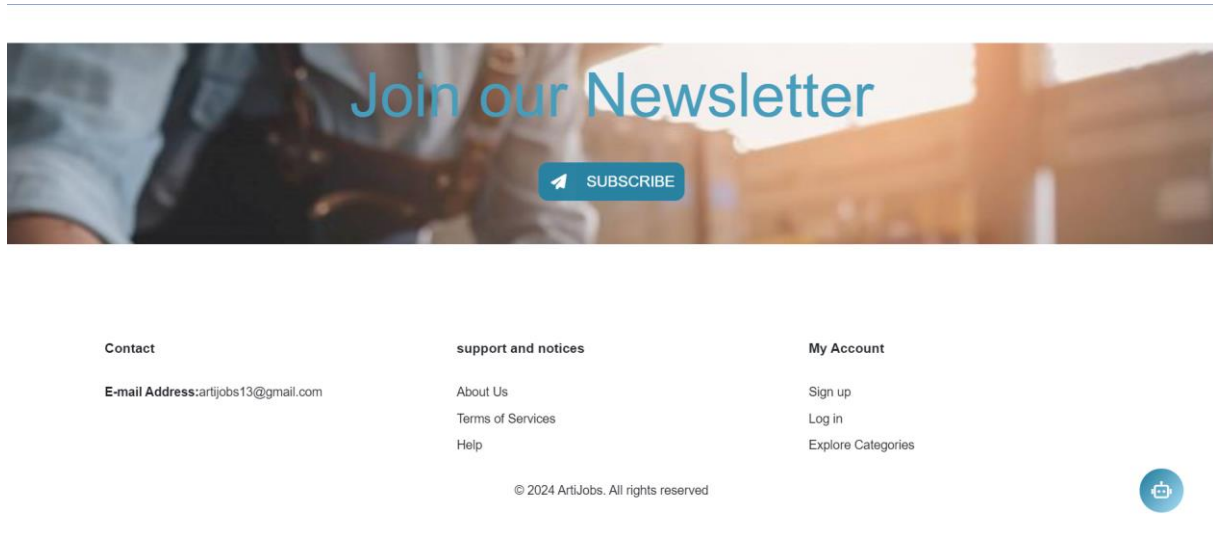 Join our Newsletter
SUBSCRIBE
Contact
E-mail Address:artijobs13@gmail.com
support and notices
About Us
Terms of Services
Help
My Account
Sign up
Log in
Explore Categories
© 2024 ArtiJobs. All rights reserved